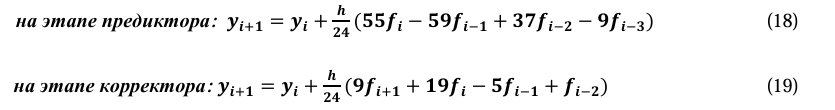 на этапе предиктора: yᵢ₊₁ = yᵢ + h/24 (55fᵢ − 59fᵢ₋₁ + 37fᵢ₋₂ − 9fᵢ₋₃) (18)
на этапе корректора: yᵢ₊₁ = yᵢ + h/24 (9fᵢ₊₁ + 19fᵢ − 5fᵢ₋₁ + fᵢ₋₂) (19)